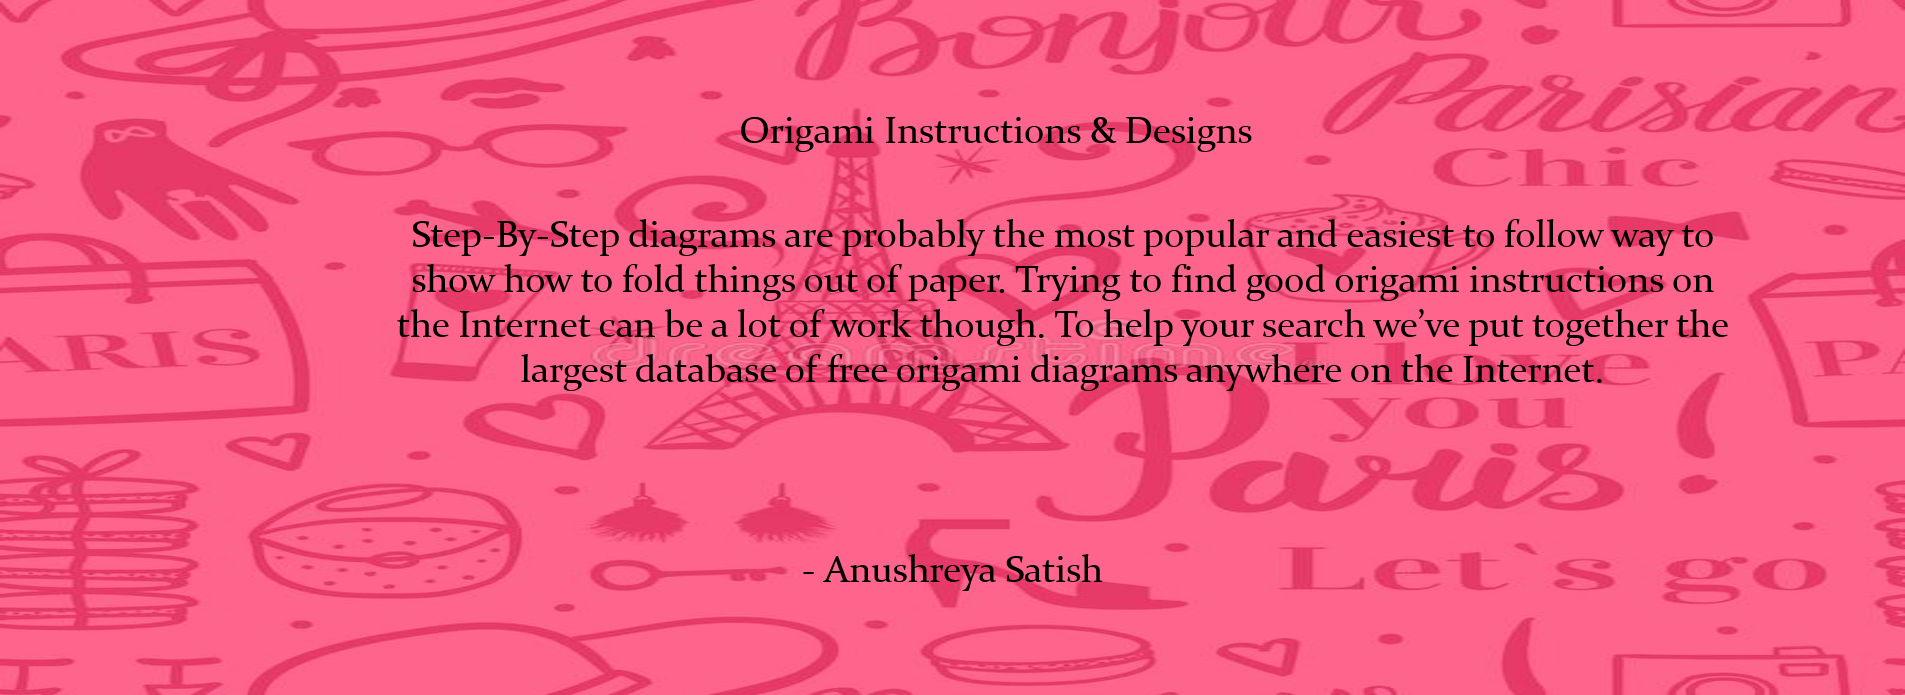 Bonjour !
Parisian
Chic
Origami Instructions & Designs
Step-By-Step diagrams are probably the most popular and easiest to follow way to
show how to fold things out of paper. Trying to find good origami instructions on
the Internet can be a lot of work though. To help your search we’ve put together the
largest database of free origami diagrams anywhere on the Internet.
ARIS
dreamstime
I love
you
Paris !
PA
- Anushreya Satish
Let`s go